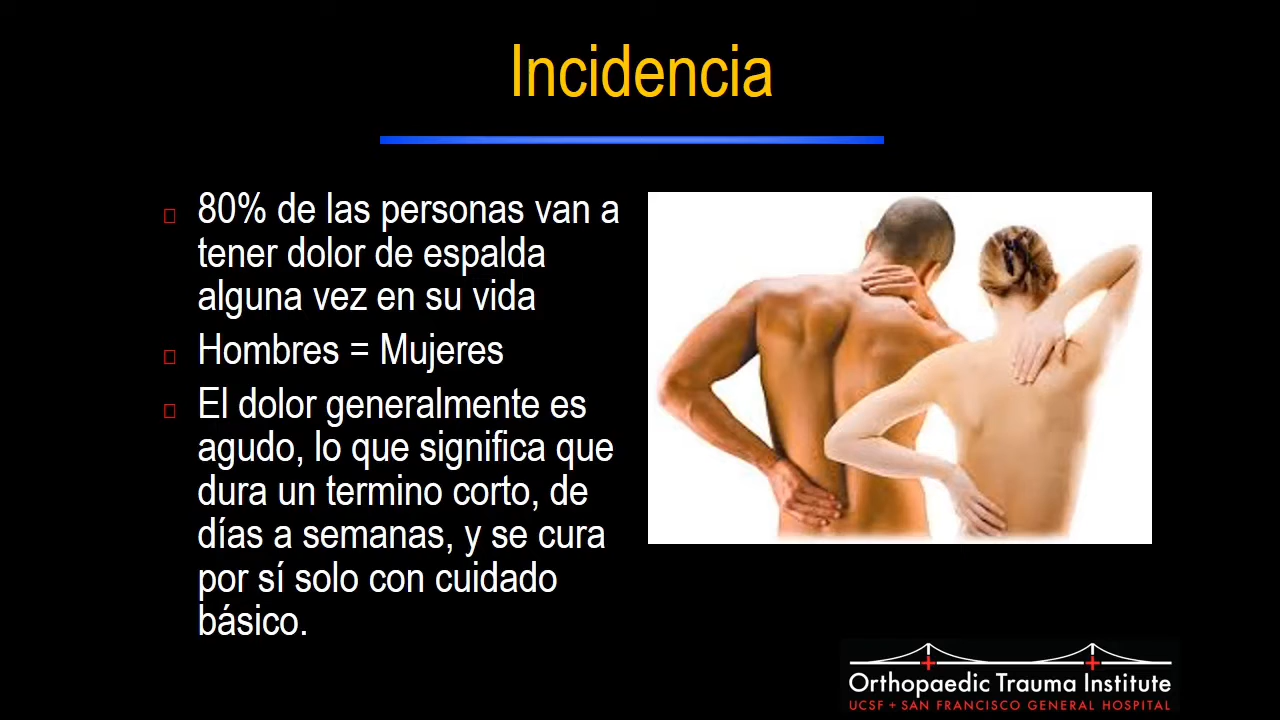 Incidencia
80% de las personas van a
tener dolor de espalda
alguna vez en su vida
Hombres = Mujeres
El dolor generalmente es
agudo, lo que significa que
dura un termino corto, de
días a semanas, y se cura
por sí solo con cuidado
básico.
Orthopaedic Trauma Institute
UCSF + SAN FRANCISCO GENERAL HOSPITAL